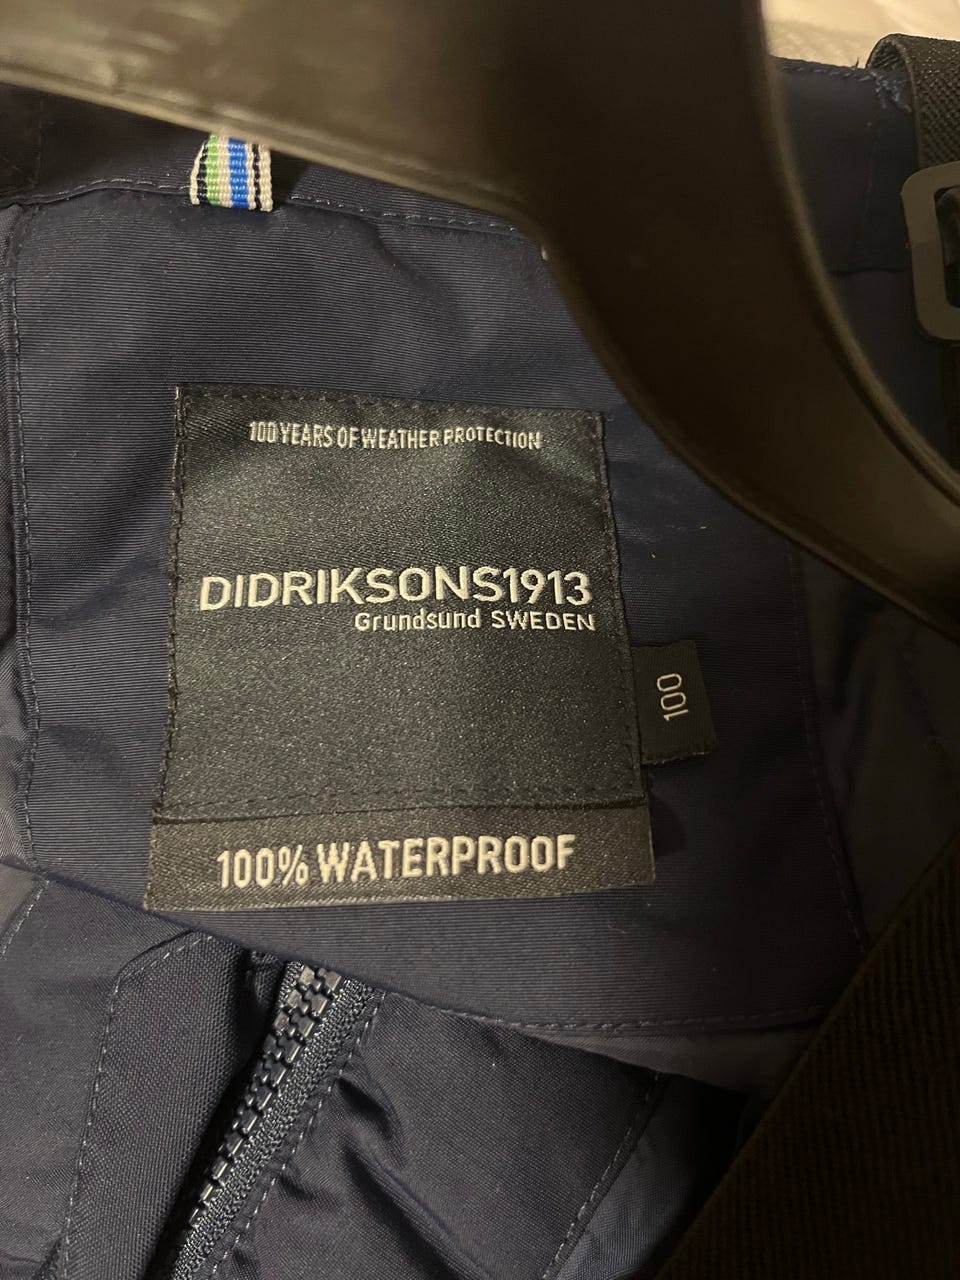 100 YEARS OF WEATHER PROTECTION
DIDRIKSONS1913
Grundsund SWEDEN
100
100% WATERPROOF